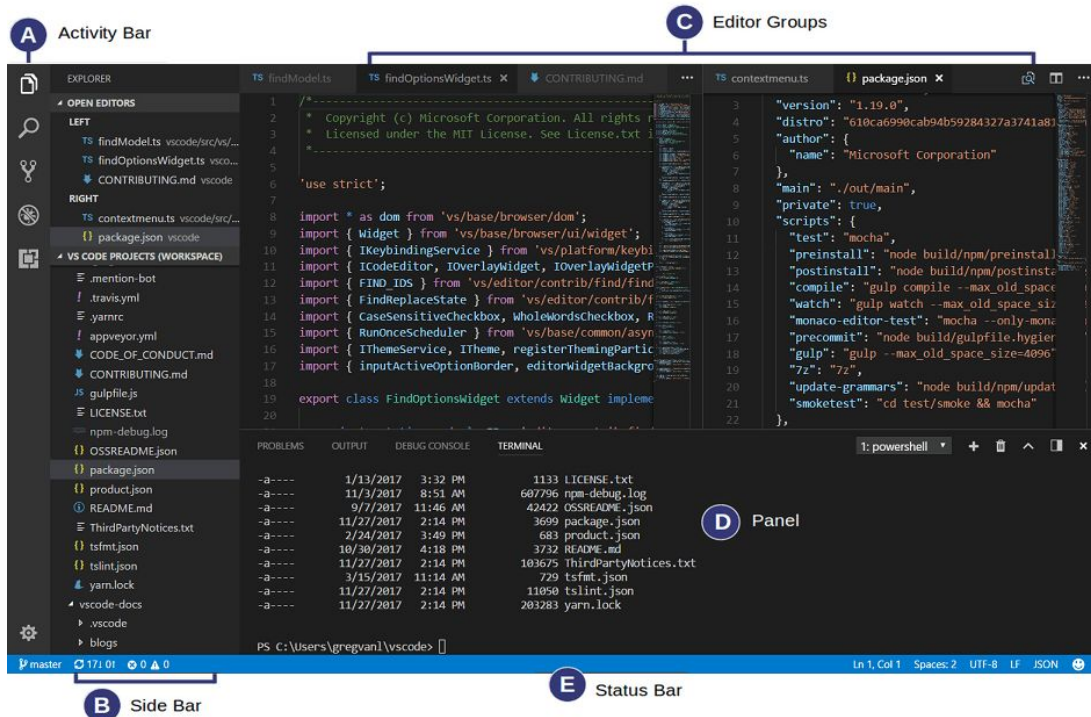 A Activity Bar
C Editor Groups
EXPLORER
OPEN EDITORS
LEFT
TS findModel.ts vscode/src/vs/...
TS findOptionsWidget.ts vsco...
CONTRIBUTING.md vscode
RIGHT
TS contextmenu.ts vscode/src/...
{} package.json vscode
VS CODE PROJECTS (WORKSPACE)
.mention-bot
! .travis.yml
.yarnrc
! appveyor.yml
CODE_OF_CONDUCT.md
CONTRIBUTING.md
JS gulpfile.js
LICENSE.txt
npm-debug.log
{} OSSREADME.json
{} package.json
{} product.json
README.md
ThirdPartyNotices.txt
{} tsfmt.json
{} tslint.json
yarn.lock
vscode-docs
.vscode
blogs
TS findModel.ts TS findOptionsWidget.ts × CONTRIBUTING.md ...
1 /*--------------------------------------------------
2 * Copyright (c) Microsoft Corporation. All rights r
3 * Licensed under the MIT License. See License.txt i
4 *--------------------------------------------------
5
6 'use strict';
7
8 import * as dom from 'vs/base/browser/dom';
9 import { Widget } from 'vs/base/browser/ui/widget';
10 import { IKeybindingService } from 'vs/platform/keybi
11 import { ICodeEditor, IOverlayWidget, IOverlayWidgetP
12 import { FIND_IDS } from 'vs/editor/contrib/find/find
13 import { FindReplaceState } from 'vs/editor/contrib/f
14 import { CaseSensitiveCheckbox, WholeWordsCheckbox, R
15 import { RunOnceScheduler } from 'vs/base/common/asyn
16 import { IThemeService, ITheme, registerThemingPartic
17 import { inputActiveOptionBorder, editorWidgetBackgro
18
19 export class FindOptionsWidget extends Widget impleme
20
TS contextmenu.ts {} package.json × ...
3 "version": "1.19.0",
4 "distro": "610ca6990cab94b59284327a3741a81
5 "author": {
6 "name": "Microsoft Corporation"
7 },
8 "main": "./out/main",
9 "private": true,
10 "scripts": {
11 "test": "mocha",
12 "preinstall": "node build/npm/preinstall
13 "postinstall": "node build/npm/postinsta
14 "compile": "gulp compile --max_old_space
15 "watch": "gulp watch --max_old_space_siz
16 "monaco-editor-test": "mocha --only-mona
17 "precommit": "node build/gulpfile.hygien
18 "gulp": "gulp --max_old_space_size=4096"
19 "7z": "7z",
20 "update-grammars": "node build/npm/updat
21 "smoketest": "cd test/smoke && mocha"
22 },
PROBLEMS OUTPUT DEBUG CONSOLE TERMINAL 1: powershell
-a---- 1/13/2017 3:32 PM 1133 LICENSE.txt
-a---- 11/3/2017 8:51 AM 607796 npm-debug.log
-a---- 9/7/2017 11:46 AM 42422 OSSREADME.json
-a---- 11/27/2017 2:14 PM 3699 package.json
-a---- 2/24/2017 3:49 PM 683 product.json
-a---- 10/30/2017 4:18 PM 3732 README.md
-a---- 11/27/2017 2:14 PM 103675 ThirdPartyNotices.txt
-a---- 3/15/2017 11:14 AM 729 tsfmt.json
-a---- 11/27/2017 2:14 PM 11050 tslint.json
-a---- 11/27/2017 2:14 PM 203283 yarn.lock
D Panel
PS C:\Users\gregvanl\vscode>
master 17↓ 0↑ 0 0 Ln 1, Col 1 Spaces: 2 UTF-8 LF JSON
B Side Bar
E Status Bar